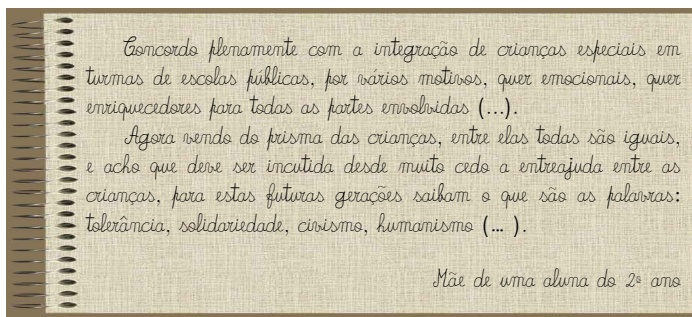 Concordo plenamente com a integração de crianças especiais em
turmas de escolas públicas, por vários motivos, quer emocionais, quer
enriquecedores para todas as partes envolvidas (...).
Agora vendo do prisma das crianças, entre elas todas são iguais,
e acho que deve ser incutida desde muito cedo a entreajuda entre as
crianças, para estas futuras gerações saibam o que são as palavras:
tolerância, solidariedade, civismo, humanismo (... ).
Mãe de uma aluna do 2º ano